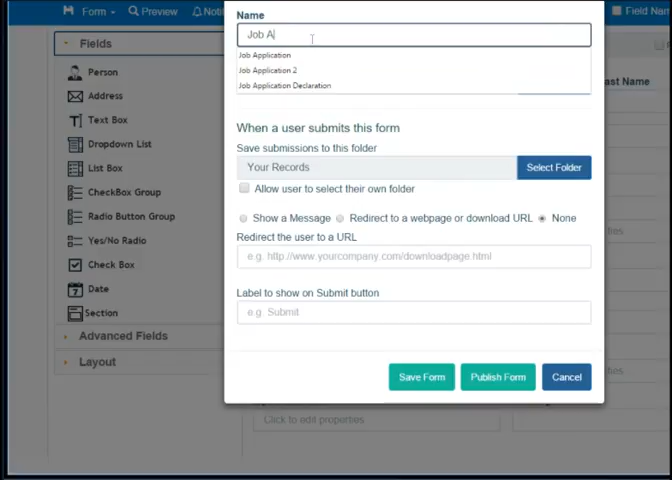 Form
Preview
Noti
Field Nam
Fields
Person
Address
Text Box
Dropdown List
List Box
CheckBox Group
Radio Button Group
Yes/No Radio
Check Box
Date
Section
Advanced Fields
Layout
Name
Job A
Job Application
Job Application 2
Job Application Declaration
When a user submits this form
Save submissions to this folder
Your Records
Select Folder
Allow user to select their own folder
Show a Message Redirect to a webpage or download URL None
Redirect the user to a URL
e.g. http://www.yourcompany.com/downloadpage.html
Label to show on Submit button
e.g. Submit
Save Form
Publish Form
Cancel
Click to edit properties
ast Name
ties
ties